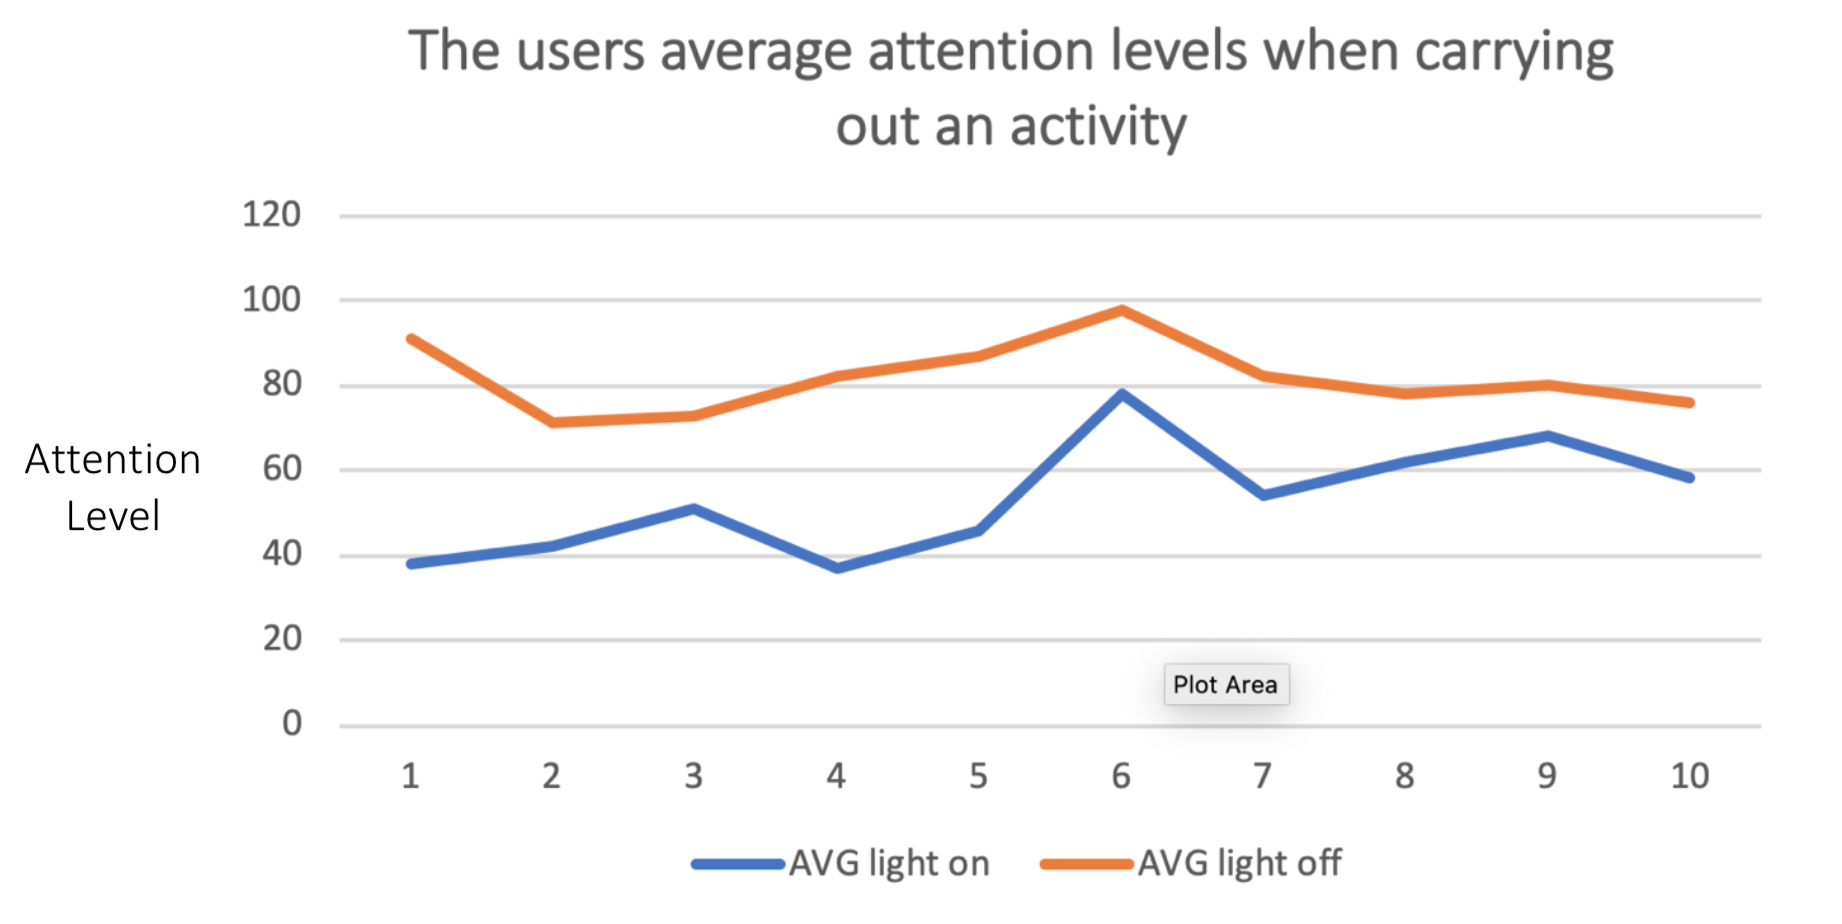 The users average attention levels when carrying
out an activity
120
100
80
60
40
20
0
Attention
Level
Plot Area
1 2 3 4 5 6 7 8 9 10
AVG light on AVG light off